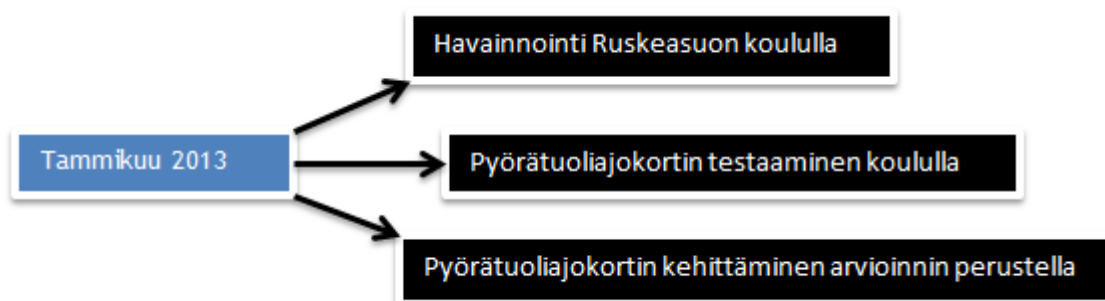 Havainnointi Ruskeasuon koululla
Tammikuu 2013
Pyörätuoliajokortin testaaminen koululla
Pyörätuoliajokortin kehittäminen arvioinnin perustella